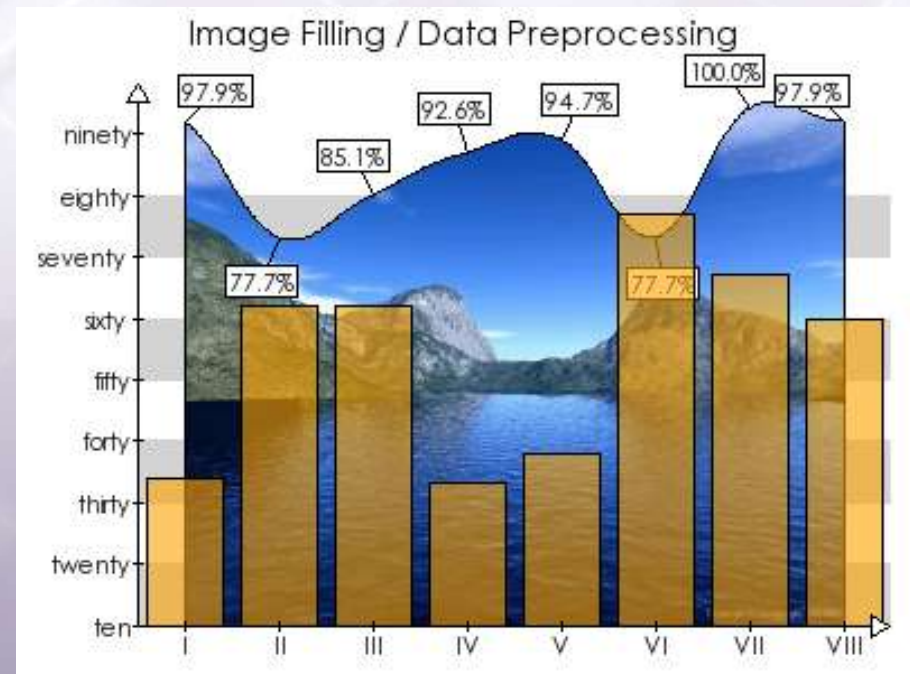 Image Filling / Data Preprocessing
97.9%
77.7%
85.1%
92.6%
94.7%
77.7%
100.0%
97.9%
ninety
eighty
seventy
sixty
fifty
forty
thirty
twenty
ten
I II III IV V VI VII VIII